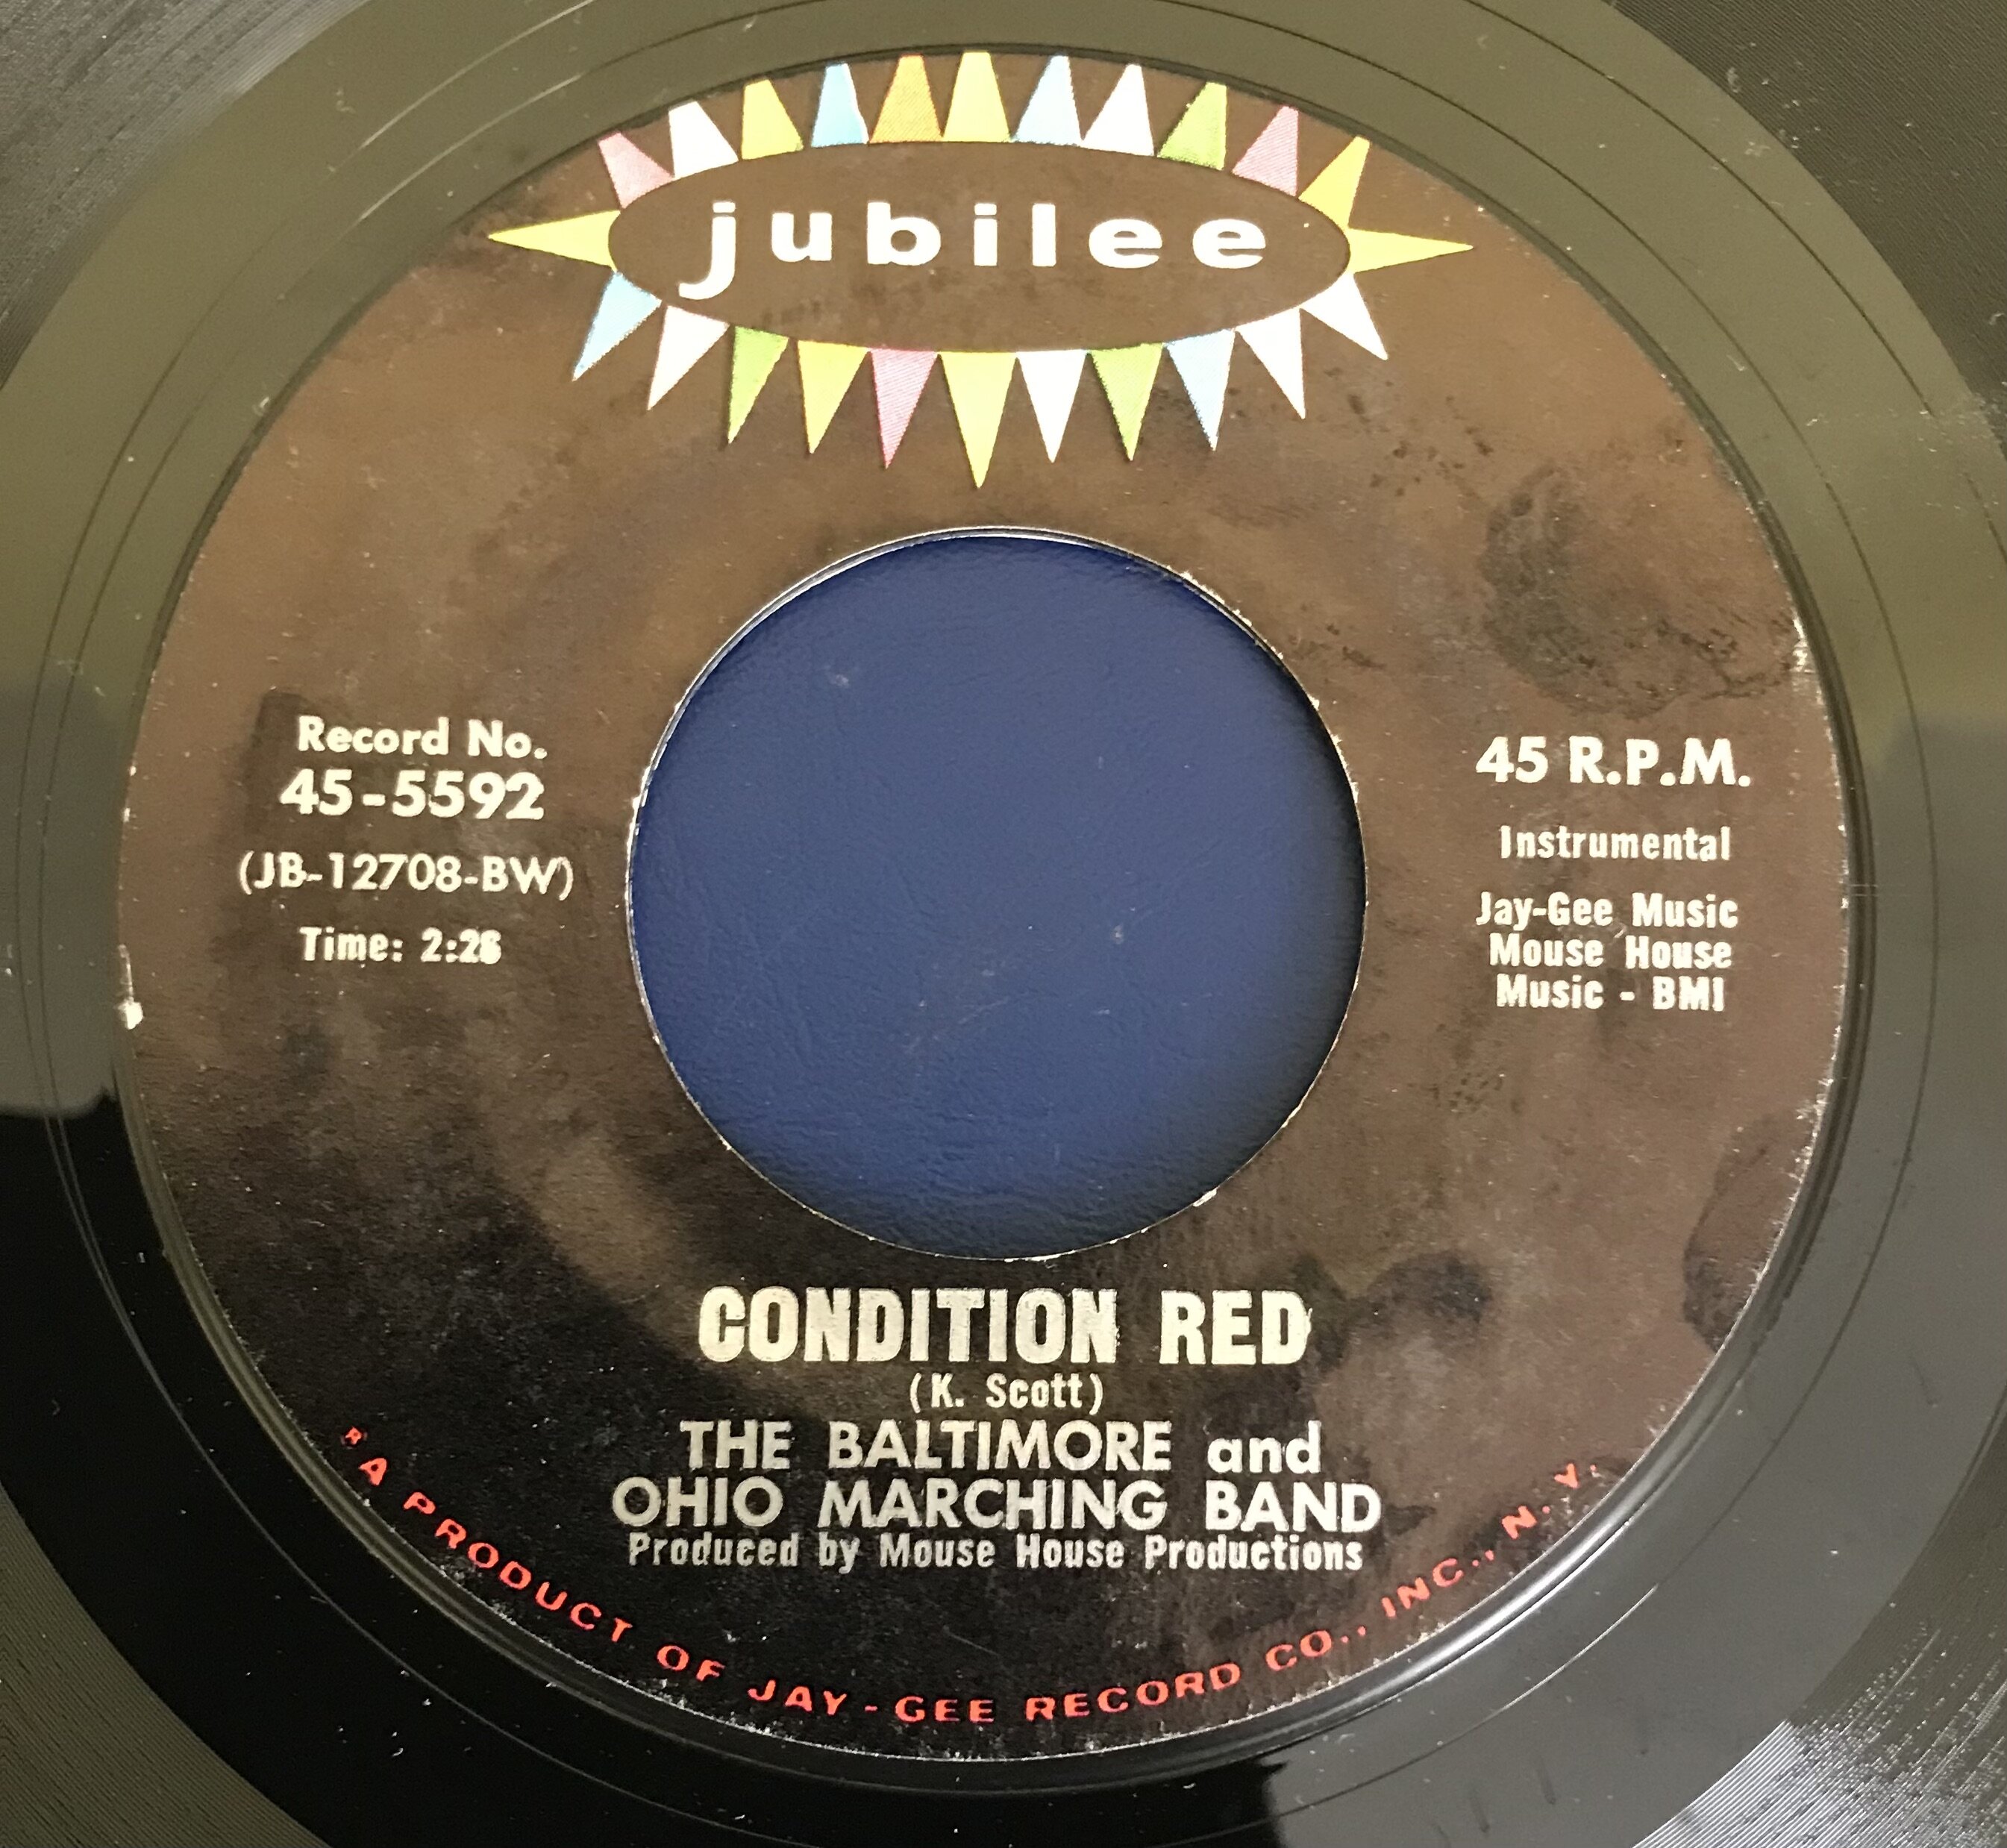 jubilee
Record No.
45-5592
(JB-12708-BW)
Time: 2:26
45 R.P.M.
Instrumental
Jay-Gee Music
Mouse House
Music - BMI
CONDITION RED
(K. Scott)
THE BALTIMORE and
OHIO MARCHING BAND
Produced by Mouse House Productions
® A PRODUCT OF JAY-GEE RECORD CO., INC., N. Y.